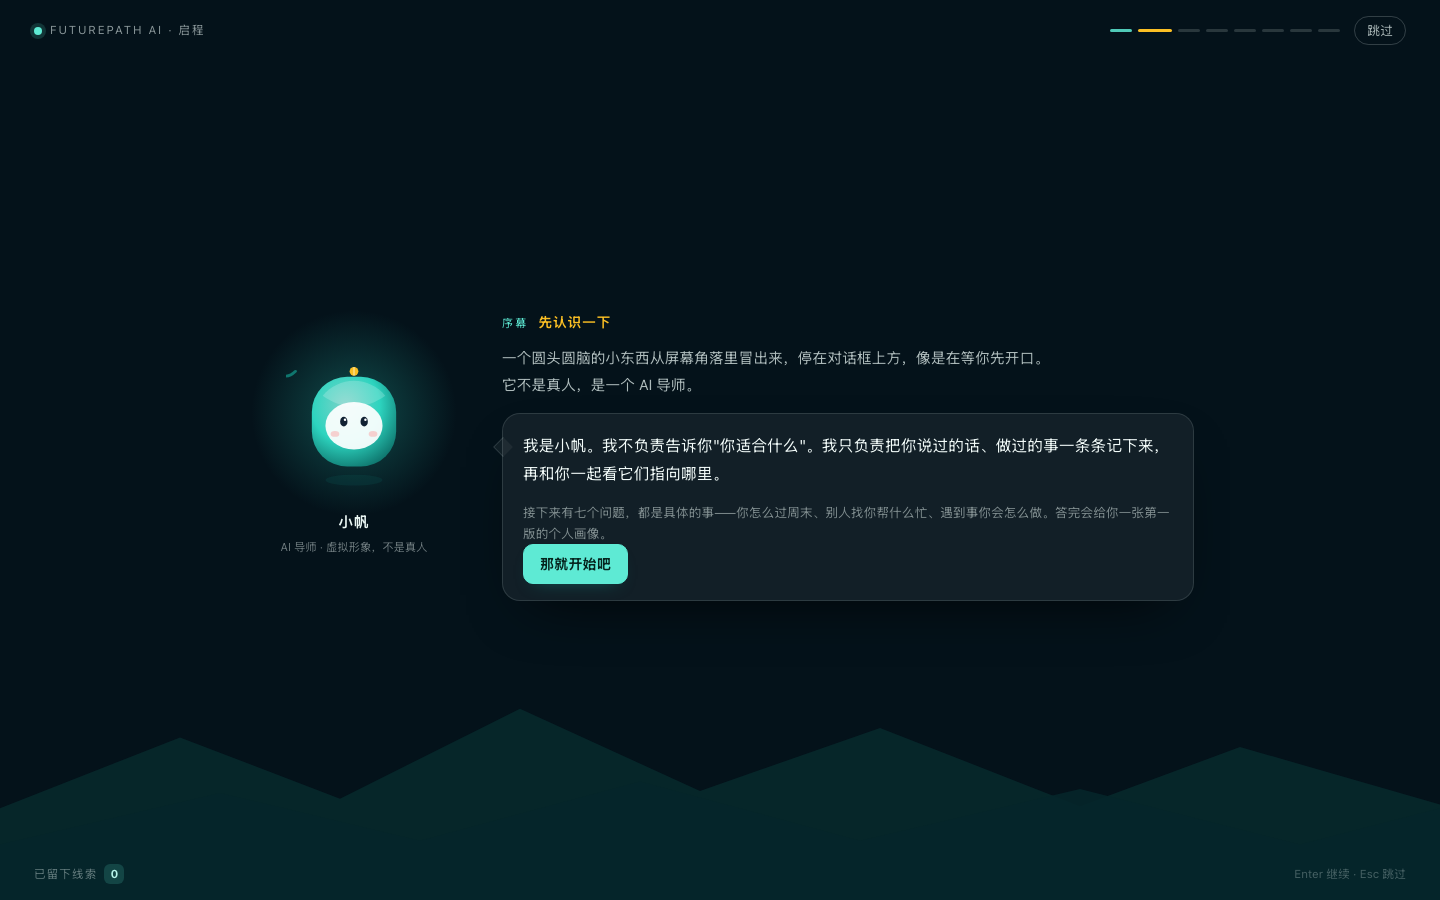 FUTUREPATH AI · 启程
跳过
序幕 先认识一下
一个圆头圆脑的小东西从屏幕角落里冒出来，停在对话框上方，像是在等你先开口。
它不是真人，是一个 AI 导师。
我是小帆。我不负责告诉你"你适合什么"。我只负责把你说过的话、做过的事一条条记下来，
再和你一起看它们指向哪里。
接下来有七个问题，都是具体的事——你怎么过周末、别人找你帮什么忙、遇到事你会怎么做。答完会给你一张第一
版的个人画像。
那就开始吧
小帆
AI 导师 · 虚拟形象，不是真人
已留下线索 0
Enter 继续 · Esc 跳过